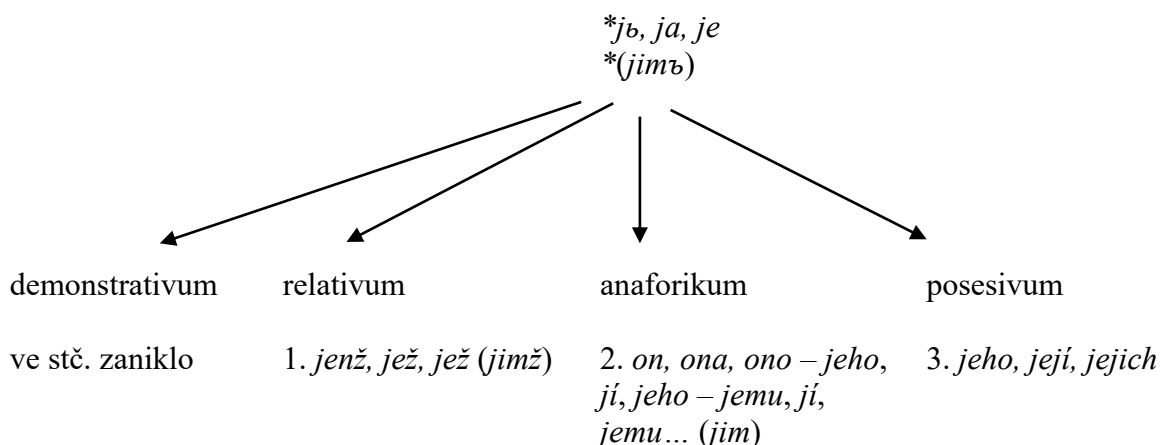 *jь, ja, je
*(jimъ)
demonstrativum relativum anaforikum posesivum
ve stč. zaniklo 1. jenž, jež, jež (jimž) 2. on, ona, ono – jeho, 3. jeho, její, jejich
jí, jeho – jemu, jí,
jemu… (jim)